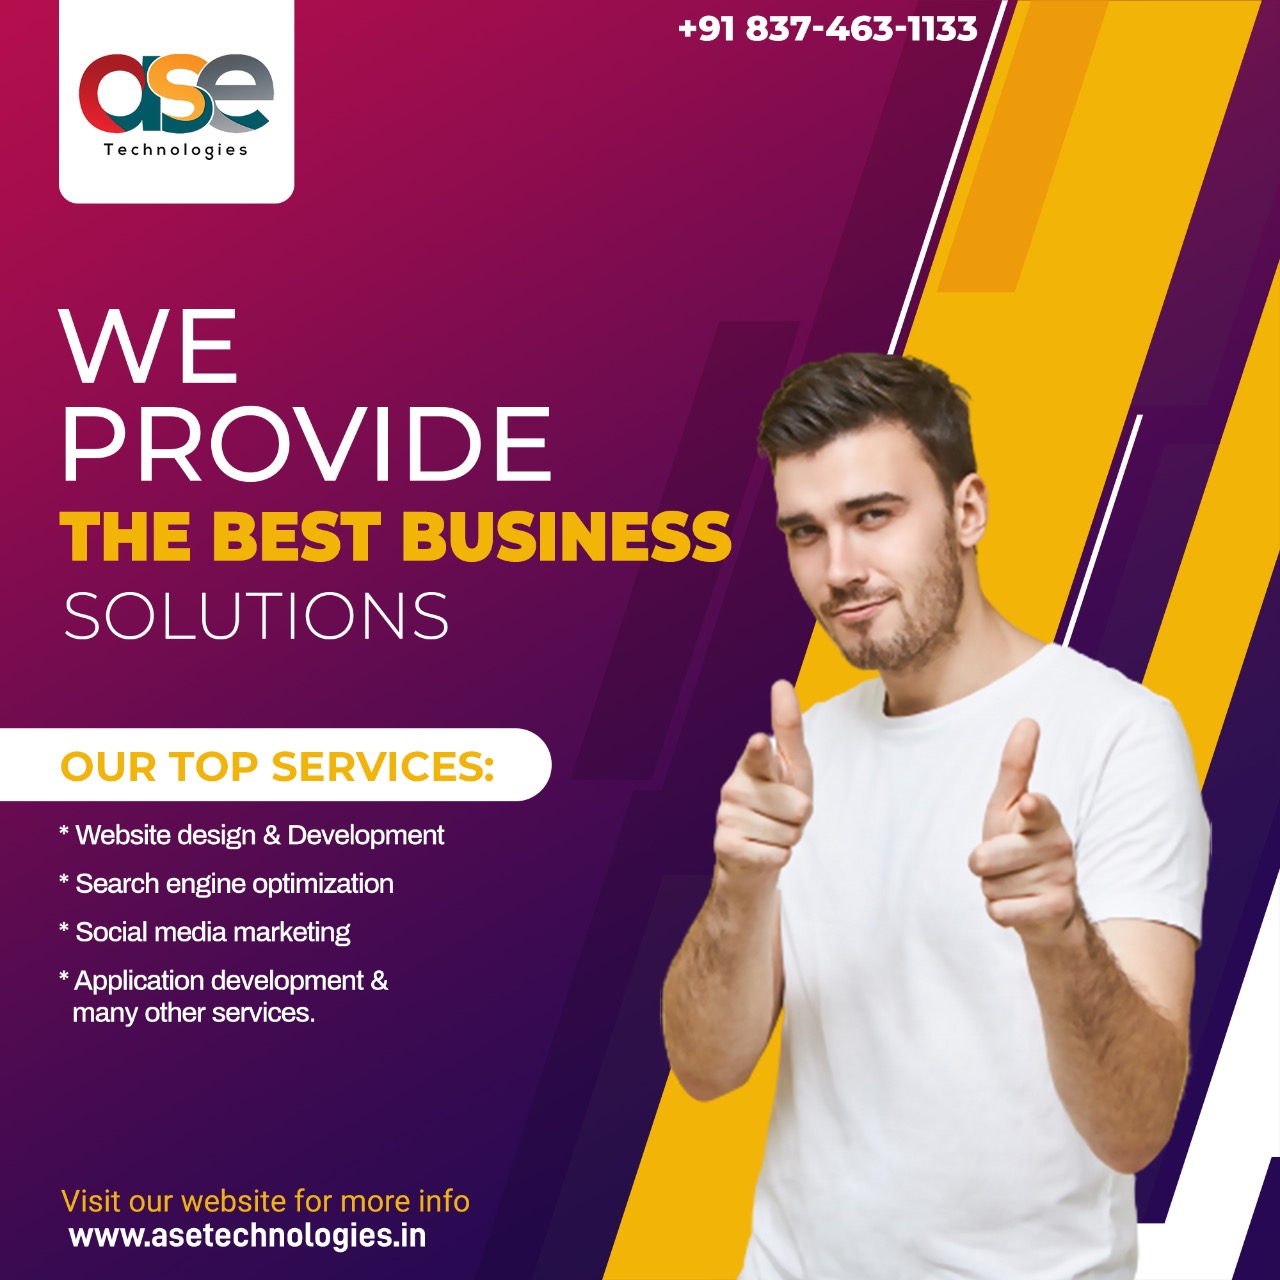 +91 837-463-1133
ase
Technologies
WE
PROVIDE
THE BEST BUSINESS
SOLUTIONS
OUR TOP SERVICES:
* Website design & Development
* Search engine optimization
* Social media marketing
* Application development &
many other services.
Visit our website for more info
www.asetechnologies.in